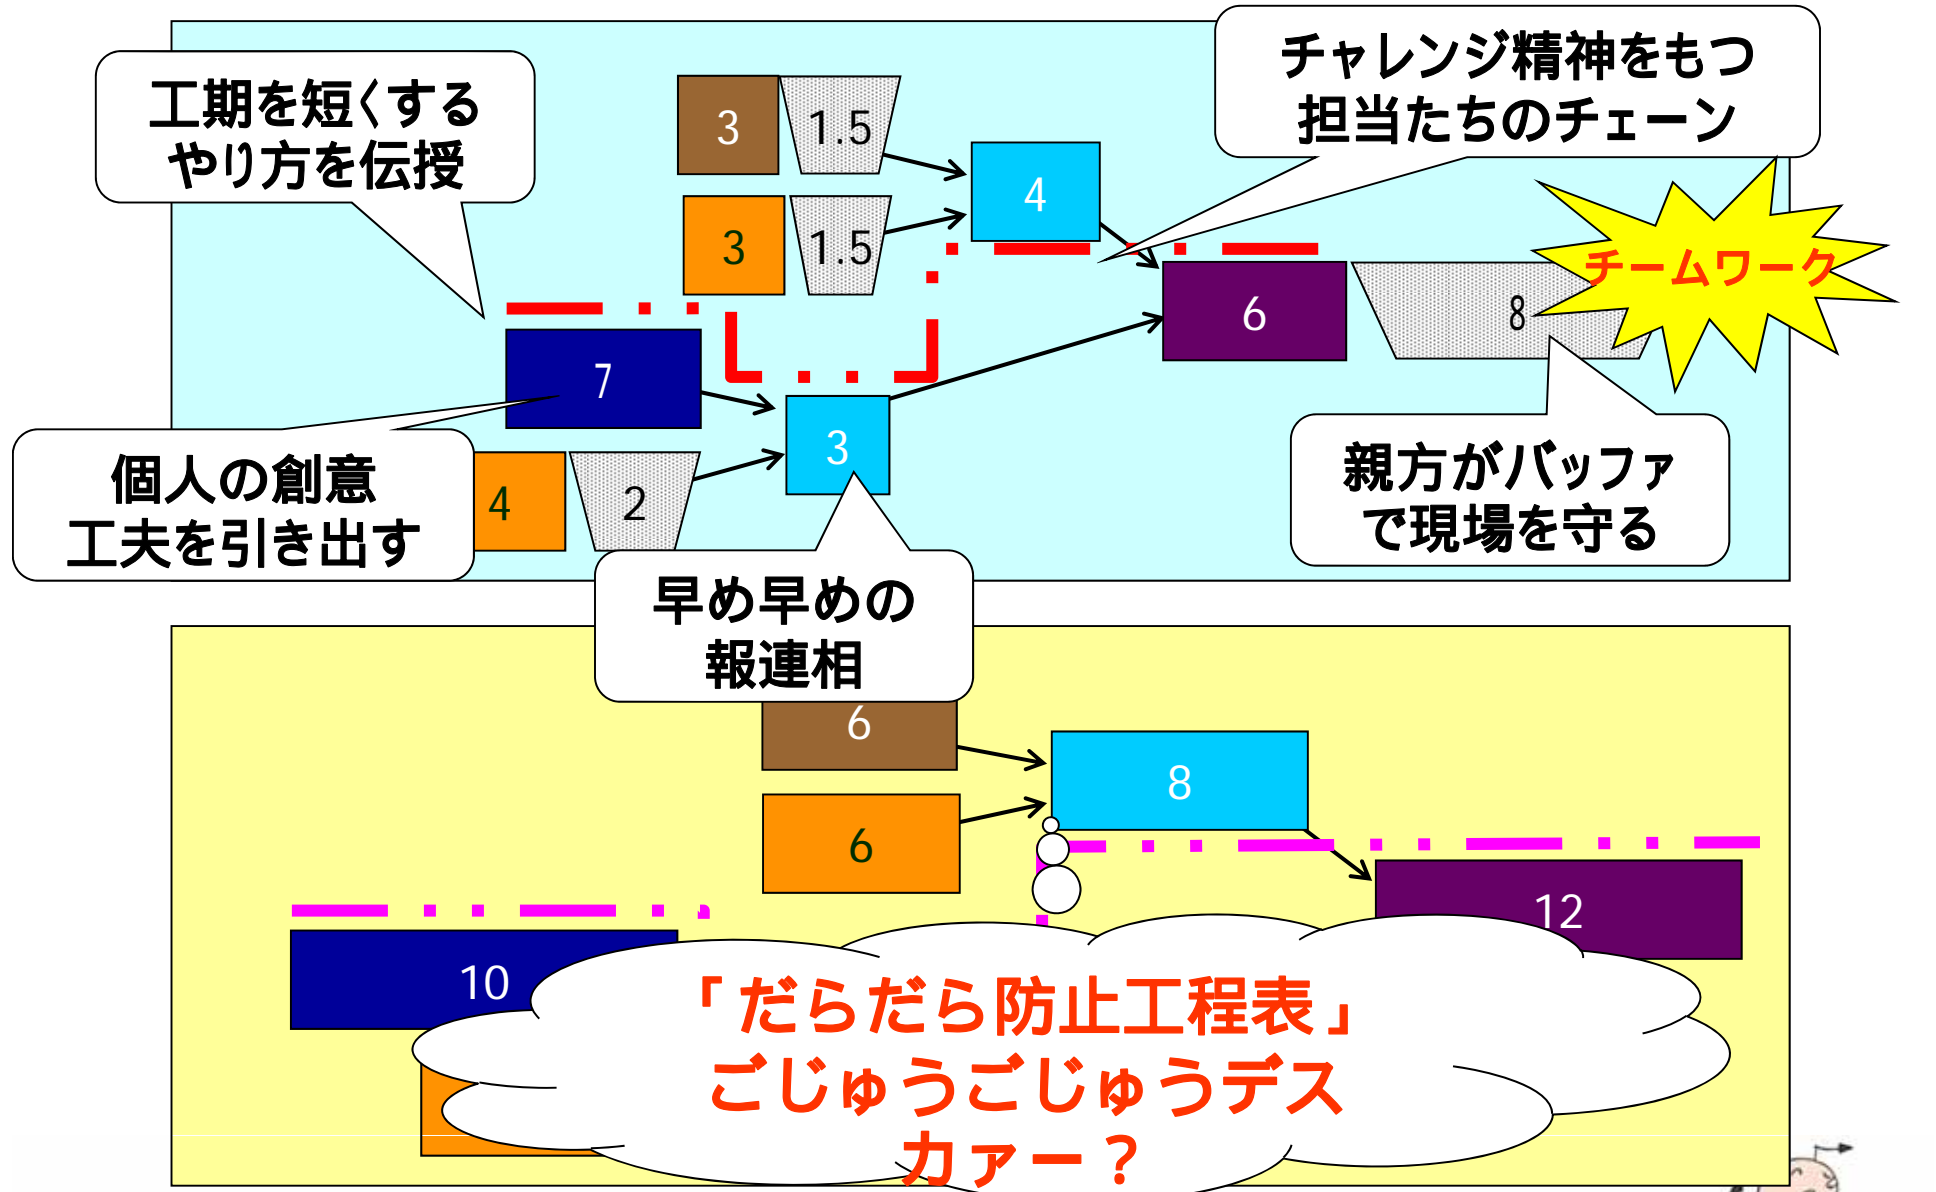 チャレンジ精神をもつ
担当たちのチェーン
工期を短くする
やり方を伝授
3
1.5
4
3
1.5
チームワーク
6
8
7
3
親方がバッファ
で現場を守る
個人の創意
工夫を引き出す
4
2
早め早めの
報連相
6
8
6
12
10
「だらだら防止工程表」
ごじゅうごじゅうデス
カァー？